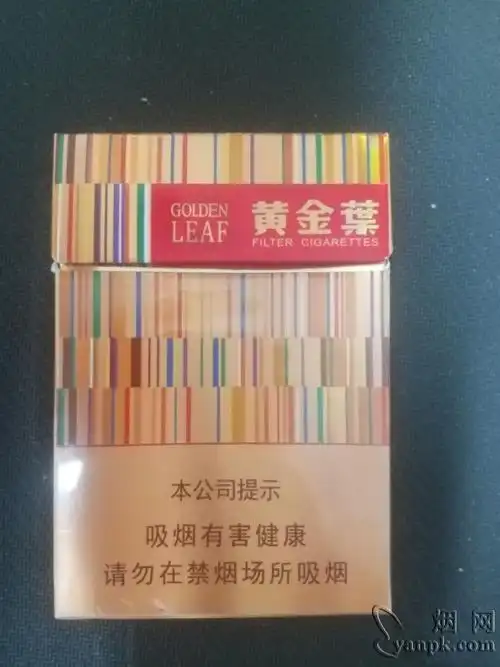 GOLDEN
LEAF
黄金葉
FILTER CIGARETTES
本公司提示
吸烟有害健康
请勿在禁烟场所吸烟
烟网
yanpk.com